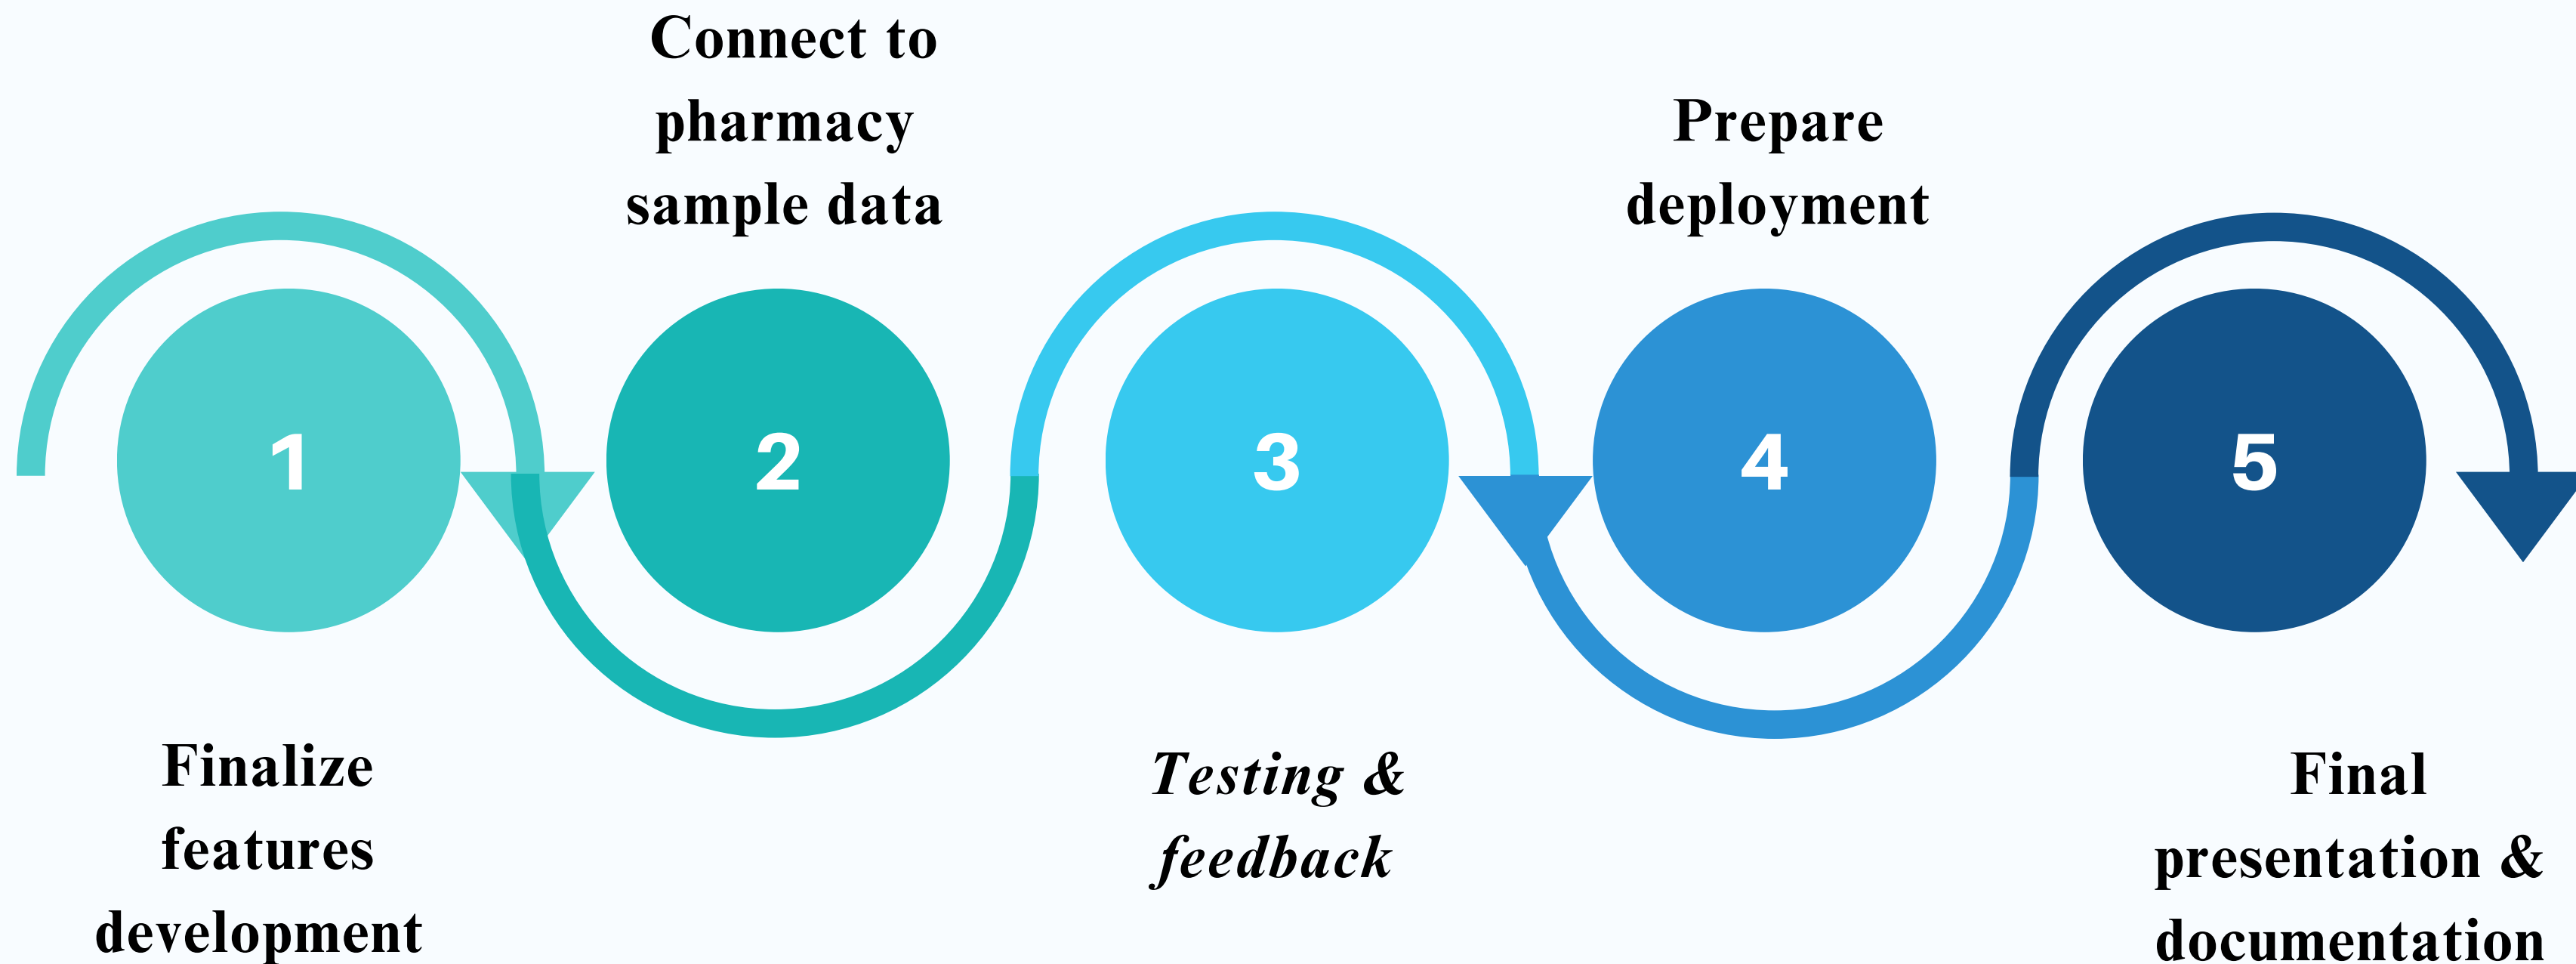 1
Finalize
features
development
Connect to
pharmacy
sample data
2
3
Testing &
feedback
Prepare
deployment
4
5
Final
presentation &
documentation